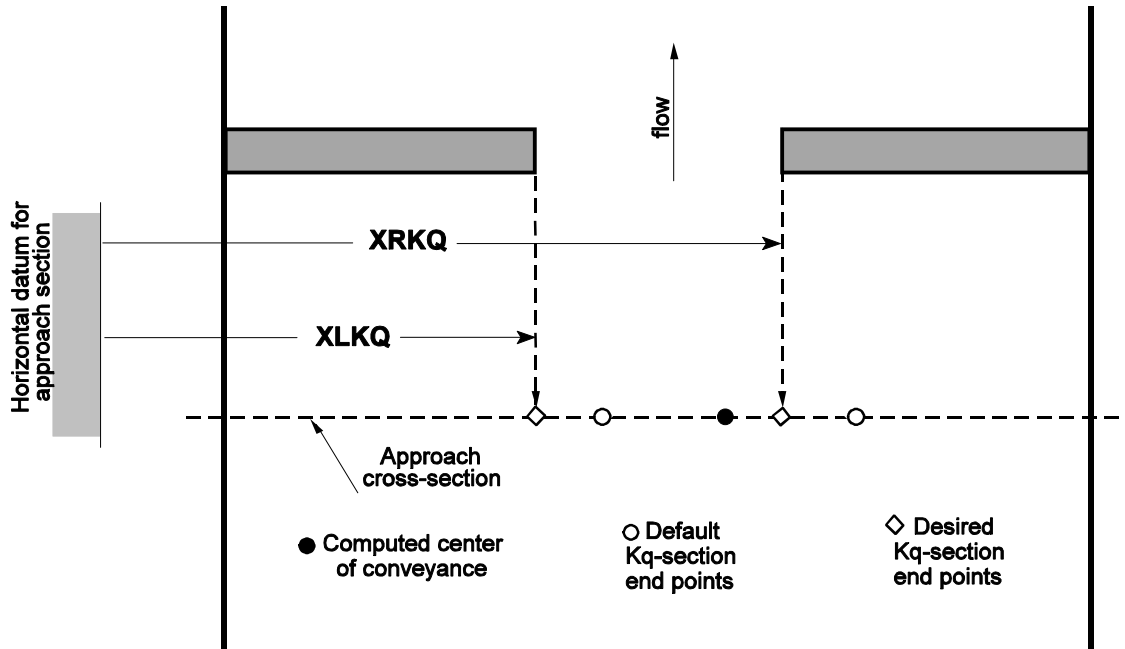 flow
Horizontal datum for
approach section
XRKQ
XLKQ
Approach
cross-section
Computed center
of conveyance
Default
Kq-section
end points
Desired
Kq-section
end points